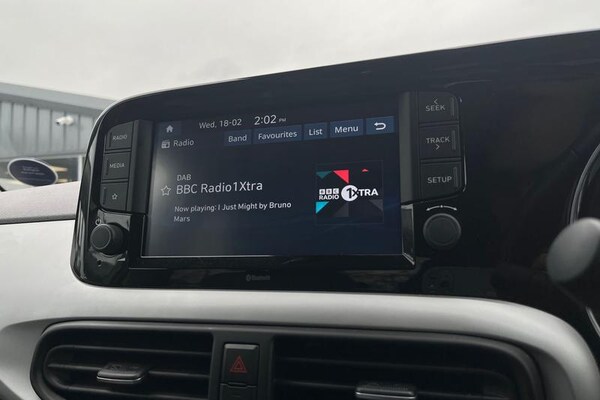 Wed, 18-02 2:02 PM
Radio
Band Favourites List Menu
DAB
BBC Radio1Xtra
Now playing: I Just Might by Bruno
Mars
BBC
RADIO 1XTRA
RADIO
MEDIA
SEEK
TRACK
SETUP
Bluetooth